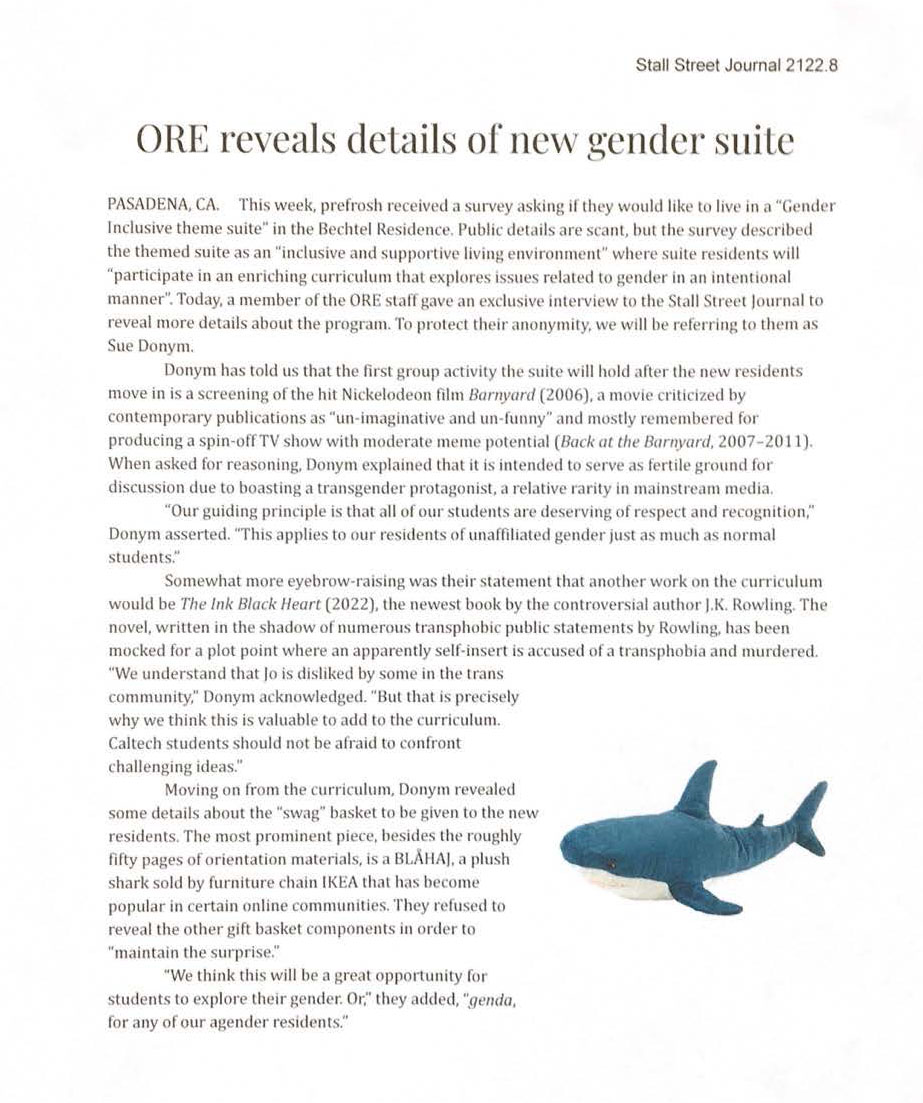 Stall Street Journal 2122.8
ORE reveals details of new gender suite
PASADENA, CA. This week, prefrosh received a survey asking if they would like to live in a "Gender
Inclusive theme suite" in the Bechtel Residence. Public details are scant, but the survey described
the themed suite as an "inclusive and supportive living environment" where suite residents will
"participate in an enriching curriculum that explores issues related to gender in an intentional
manner". Today, a member of the ORE staff gave an exclusive interview to the Stall Street Journal to
reveal more details about the program. To protect their anonymity, we will be referring to them as
Sue Donym.
Donym has told us that the first group activity the suite will hold after the new residents
move in is a screening of the hit Nickelodeon film Barnyard (2006), a movie criticized by
contemporary publications as "un-imaginative and un-funny" and mostly remembered for
producing a spin-off TV show with moderate meme potential (Back at the Barnyard, 2007–2011).
When asked for reasoning, Donym explained that it is intended to serve as fertile ground for
discussion due to boasting a transgender protagonist, a relative rarity in mainstream media.
"Our guiding principle is that all of our students are deserving of respect and recognition,"
Donym asserted. "This applies to our residents of unaffiliated gender just as much as normal
students."
Somewhat more eyebrow-raising was their statement that another work on the curriculum
would be The Ink Black Heart (2022), the newest book by the controversial author J.K. Rowling. The
novel, written in the shadow of numerous transphobic public statements by Rowling, has been
mocked for a plot point where an apparently self-insert is accused of a transphobia and murdered.
"We understand that Jo is disliked by some in the trans
community," Donym acknowledged. "But that is precisely
why we think this is valuable to add to the curriculum.
Caltech students should not be afraid to confront
challenging ideas."
Moving on from the curriculum, Donym revealed
some details about the "swag" basket to be given to the new
residents. The most prominent piece, besides the roughly
fifty pages of orientation materials, is a BLÅHAJ, a plush
shark sold by furniture chain IKEA that has become
popular in certain online communities. They refused to
reveal the other gift basket components in order to
"maintain the surprise."
"We think this will be a great opportunity for
students to explore their gender. Or," they added, "genda,
for any of our agender residents."